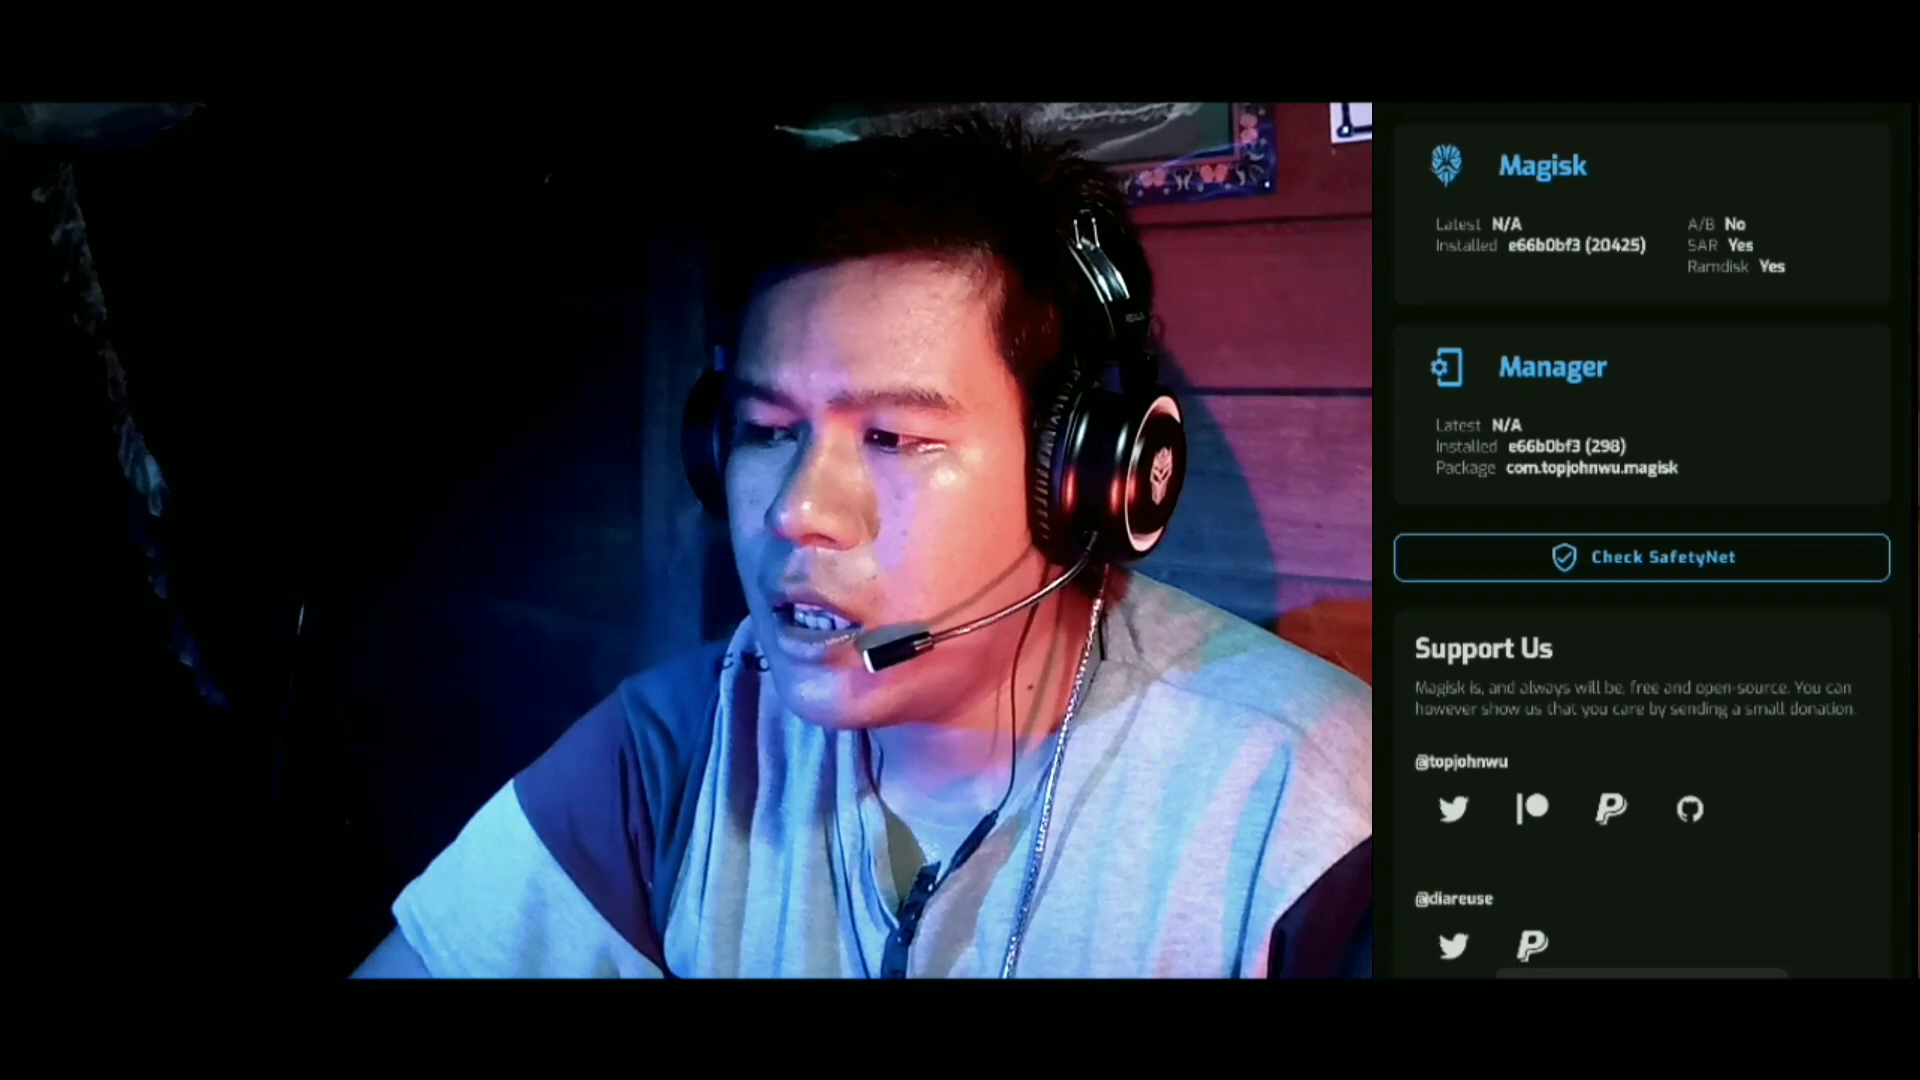 Magisk
Latest N/A
Installed e66b0bf3 (20425)
A/B No
SAR Yes
Ramdisk Yes
Manager
Latest N/A
Installed e66b0bf3 (298)
Package com.topjohnwu.magisk
Check SafetyNet
Support Us
Magisk is, and always will be, free and open-source. You can
however show us that you care by sending a small donation.
@topjohnwu
@diareuse